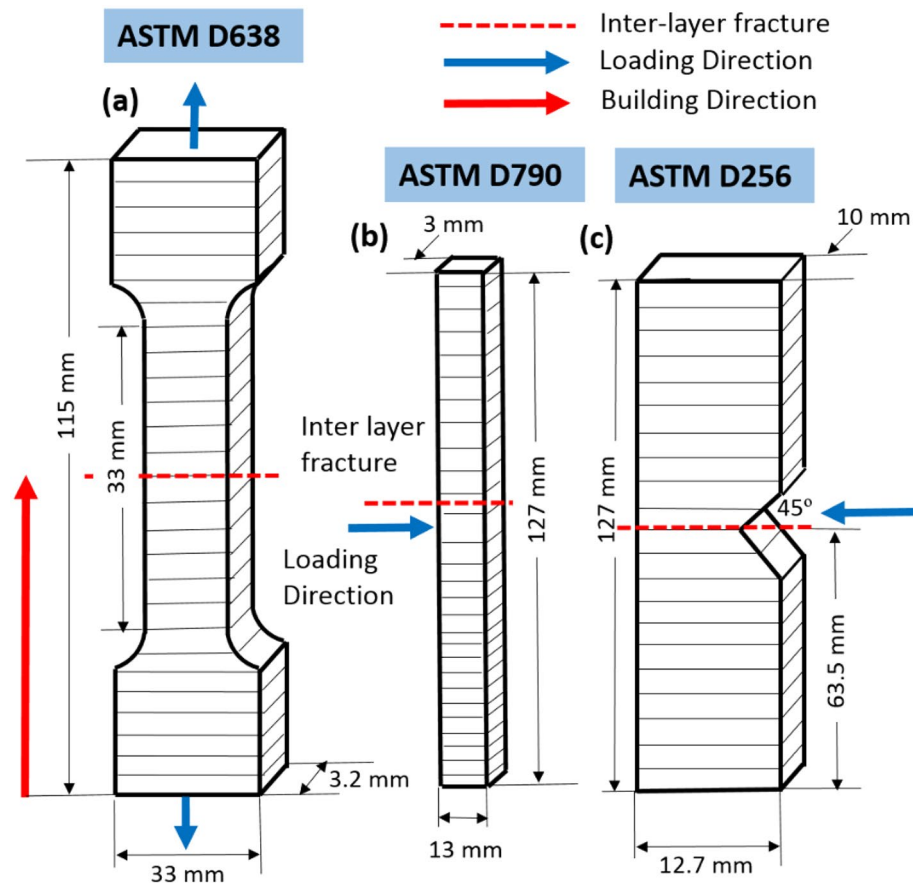 ASTM D638
Inter-layer fracture
Loading Direction
Building Direction
(a)
ASTM D790
ASTM D256
(b)
3 mm
(c)
10 mm
115 mm
33 mm
Inter layer
fracture
Loading
Direction
127 mm
127 mm
45°
63.5 mm
3.2 mm
33 mm
13 mm
12.7 mm